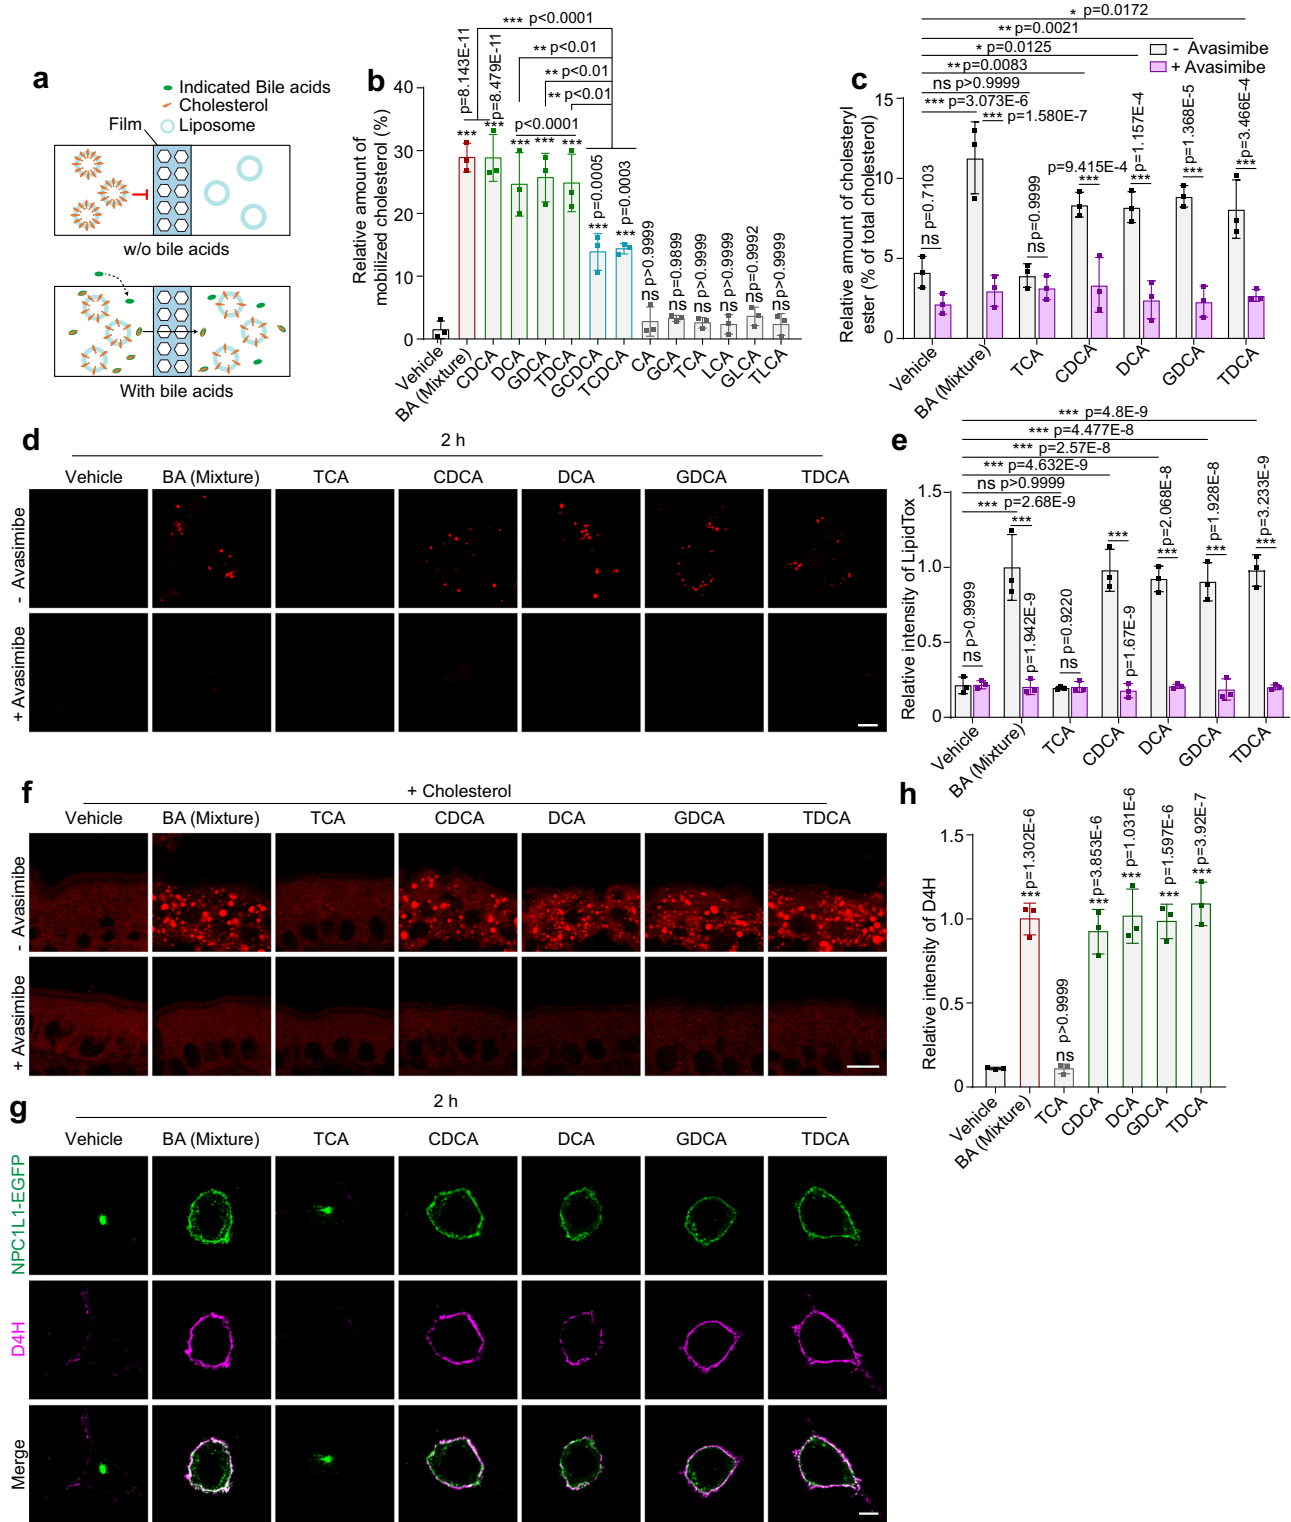 a
Indicated Bile acids
Cholesterol
Film
Liposome
w/o bile acids
With bile acids
b
Relative amount of
mobilized cholesterol (%)
40
30
20
10
0
*** p<0.0001
** p<0.01
** p<0.01
** p<0.01
p<0.0001
p=8.143E-11
***
p=8.479E-11
***
***
***
***
p=0.0005
***
p=0.0003
***
p>0.9999
ns
p=0.9899
ns
p>0.9999
ns
p>0.9999
ns
p=0.9992
ns
p>0.9999
ns
Vehicle
BA (Mixture)
CDCA
DCA
GDCA
TDCA
GCDCA
TCDCA
CA
GCA
TCA
LCA
GLCA
TLCA
c
Relative amount of cholesteryl
ester (% of total cholesterol)
15
10
5
0
* p=0.0172
** p=0.0021
* p=0.0125
** p=0.0083
ns p>0.9999
*** p=3.073E-6
- Avasimibe
+ Avasimibe
p=0.7103
ns
*** p=1.580E-7
p=0.9999
ns
p=9.415E-4
***
p=1.157E-4
***
p=1.368E-5
***
p=3.466E-4
***
Vehicle
BA (Mixture)
TCA
CDCA
DCA
GDCA
TDCA
d
2 h
Vehicle
BA (Mixture)
TCA
CDCA
DCA
GDCA
TDCA
- Avasimibe
+ Avasimibe
e
Relative intensity of LipidTox
1.5
1.0
0.5
0
*** p=4.8E-9
*** p=4.477E-8
*** p=2.57E-8
*** p=4.632E-9
ns p>0.9999
*** p=2.68E-9
p>0.9999
ns
***
p=1.942E-9
p=0.9220
ns
***
p=1.67E-9
p=2.068E-8
***
p=1.928E-8
***
p=3.233E-9
***
Vehicle
BA (Mixture)
TCA
CDCA
DCA
GDCA
TDCA
f
+ Cholesterol
Vehicle
BA (Mixture)
TCA
CDCA
DCA
GDCA
TDCA
- Avasimibe
+ Avasimibe
h
Relative intensity of D4H
1.5
1.0
0.5
0
p=1.302E-6
***
p>0.9999
ns
p=3.853E-6
***
p=1.031E-6
***
p=1.597E-6
***
p=3.92E-7
***
Vehicle
BA (Mixture)
TCA
CDCA
DCA
GDCA
TDCA
g
2 h
Vehicle
BA (Mixture)
TCA
CDCA
DCA
GDCA
TDCA
NPC1L1-EGFP
D4H
Merge